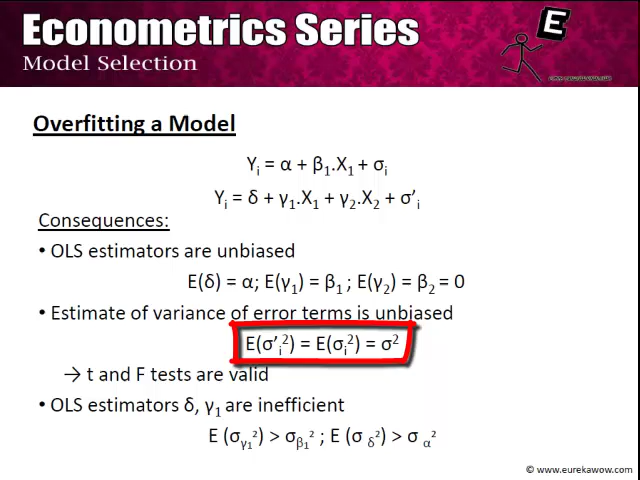 Econometrics Series
Model Selection
E
Overfitting a Model
Yᵢ = α + β₁.X₁ + σᵢ
Yᵢ = δ + γ₁.X₁ + γ₂.X₂ + σ’ᵢ
Consequences:
• OLS estimators are unbiased
E(δ) = α; E(γ₁) = β₁ ; E(γ₂) = β₂ = 0
• Estimate of variance of error terms is unbiased
E(σ’ᵢ²) = E(σᵢ²) = σ²
→ t and F tests are valid
• OLS estimators δ, γ₁ are inefficient
E (σγ₁²) > σβ₁² ; E (σ δ²) > σ α²
© www.eurekawow.com